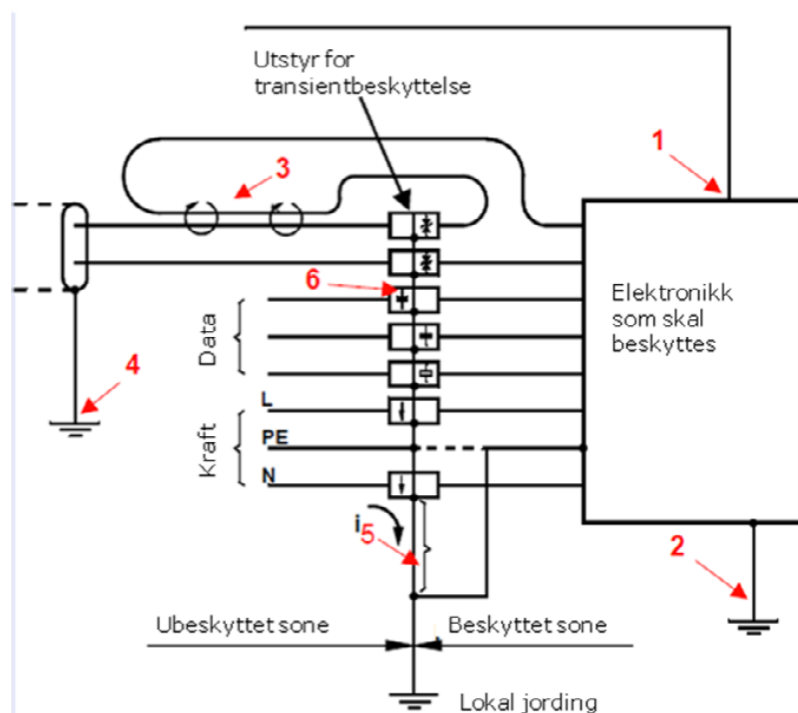 Utstyr for
transientbeskyttelse
1
3
6
Elektronikk
som skal
beskyttes
Data
4
L
PE
Kraft
N
i
5
2
Ubeskyttet sone
Beskyttet sone
Lokal jording